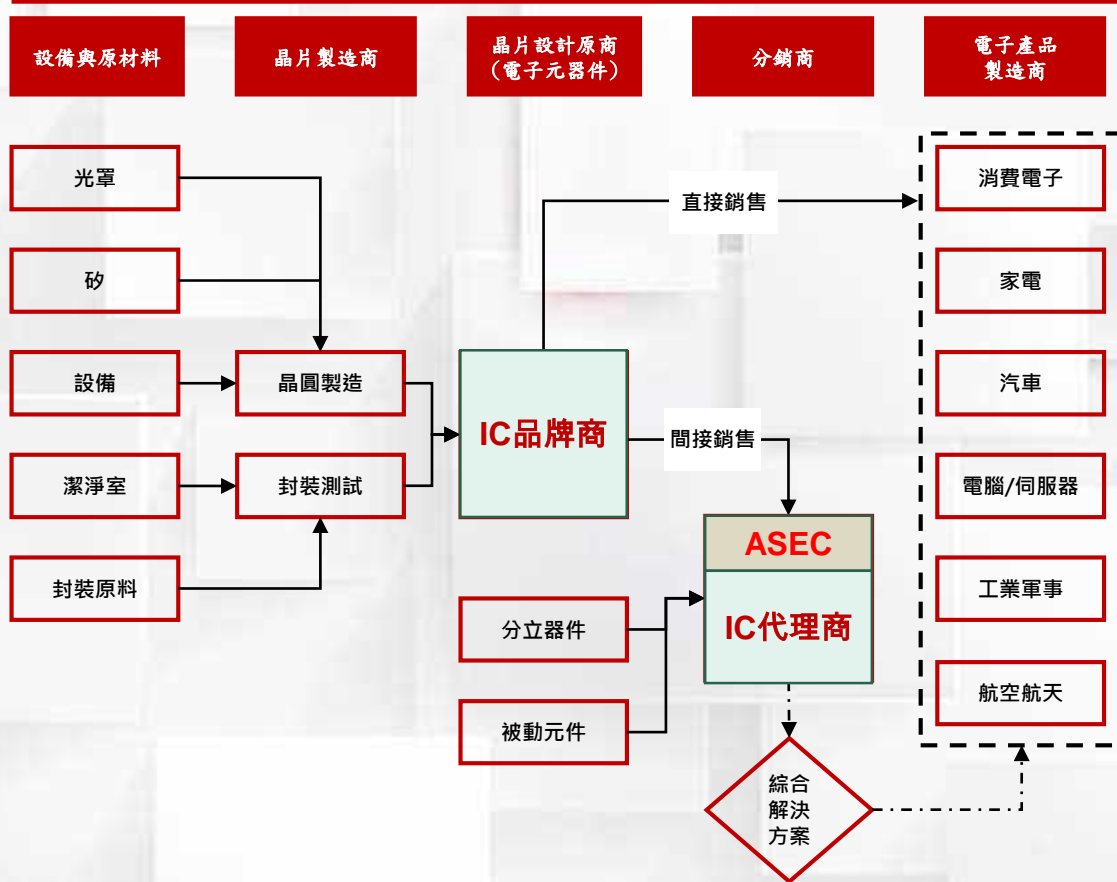 設備與原材料
晶片製造商
晶片設計原商
（電子元器件）
分銷商
電子產品
製造商
光罩
矽
設備
潔淨室
封裝原料
晶圓製造
封裝測試
IC品牌商
直接銷售
間接銷售
分立器件
被動元件
ASEC
IC代理商
綜合
解決
方案
消費電子
家電
汽車
電腦/伺服器
工業軍事
航空航天